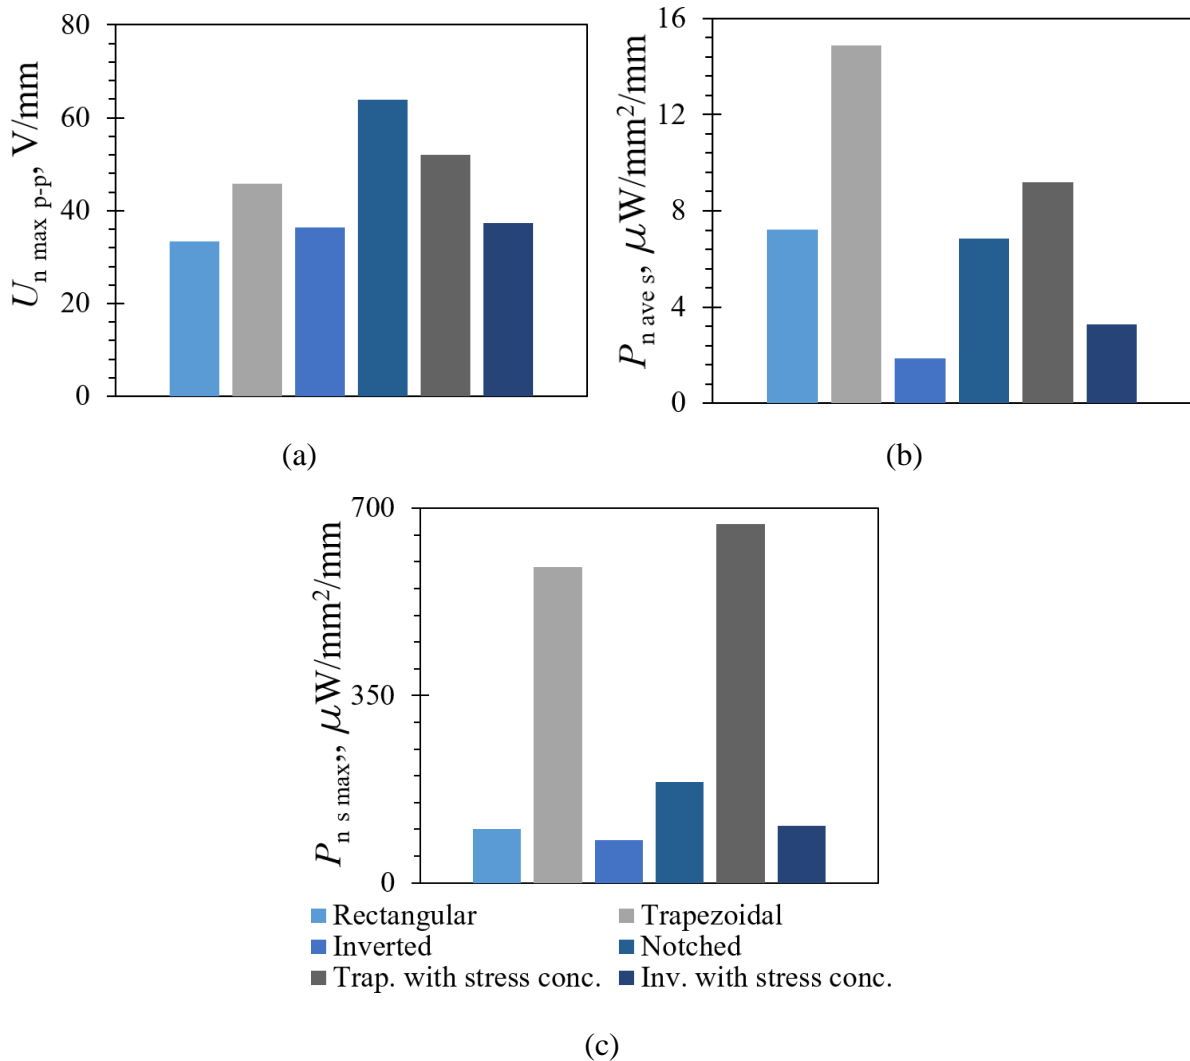 80
60
40
20
0
U n max p-p, V/mm
(a)
16
12
8
4
0
P n ave s, μW/mm²/mm
(b)
700
350
0
P n s max,, μW/mm²/mm
Rectangular Trapezoidal
Inverted Notched
Trap. with stress conc. Inv. with stress conc.
(c)